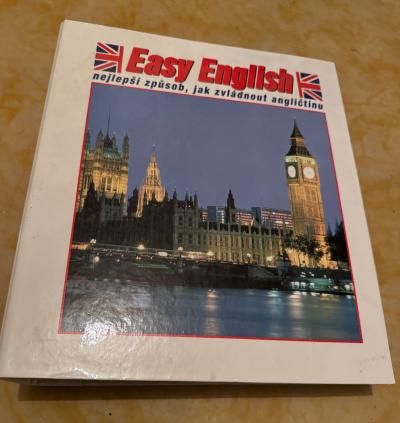 Easy English
nejlepší způsob, jak zvládnout angličtinu